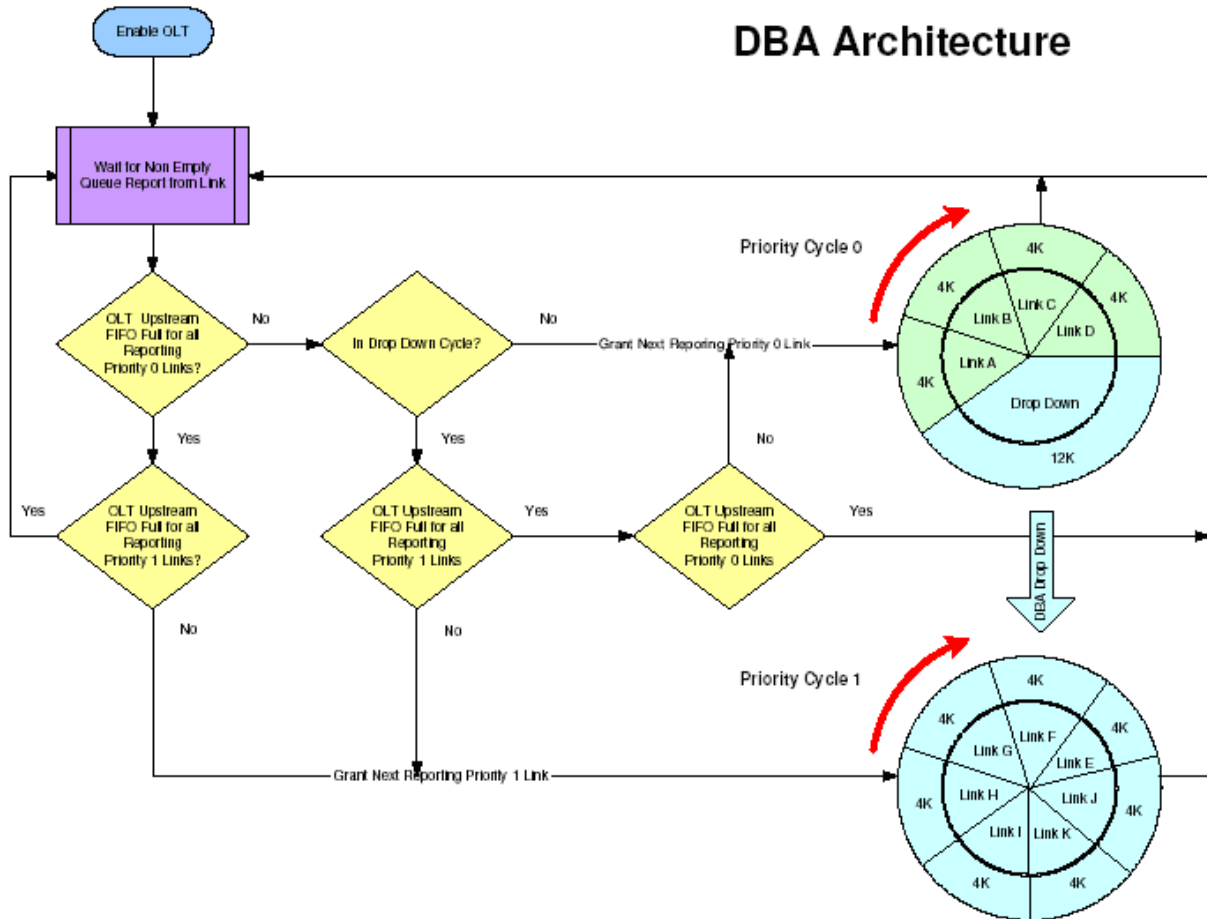 Enable OLT
DBA Architecture
Wait for Non Empty
Queue Report from Link
Priority Cycle 0
4K
4K
4K
4K
Link A
Link B
Link C
Link D
Drop Down
12K
OLT Upstream
FIFO Full for all
Reporting
Priority 0 Links?
No
In Drop Down Cycle?
No
Grant Next Reporing Priority 0 Link
Yes
Yes
No
Yes
OLT Upstream
FIFO Full for all
Reporting
Priority 1 Links?
OLT Upstream
FIFO Full for all
Reporting
Priority 1 Links
Yes
OLT Upstream
FIFO Full for all
Reporting
Priority 0 Links
Yes
DBA Drop Down
No
No
Priority Cycle 1
4K
4K
4K
4K
4K
4K
4K
Link F
Link G
Link E
Link H
Link J
Link I
Link K
Grant Next Reporting Priority 1 Link